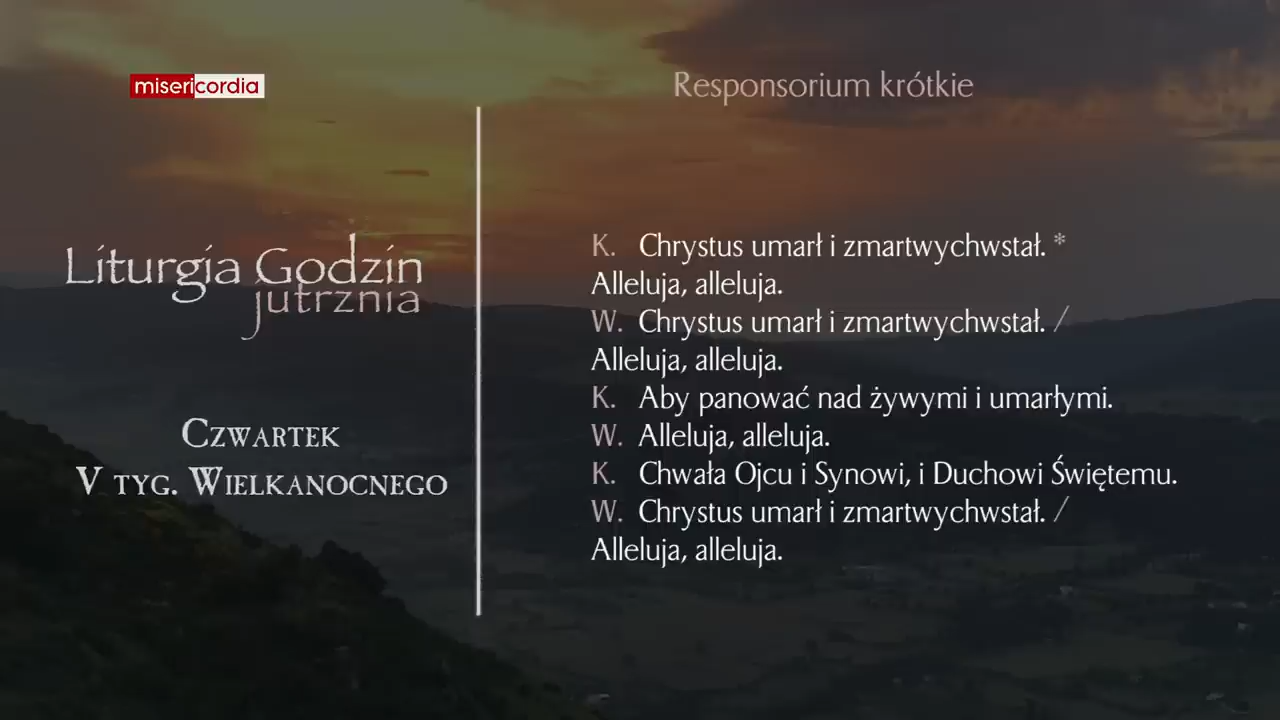 misericordia
Liturgia Godzin
jutrznia
Czwartek
V tyg. Wielkanocnego
Responsorium krótkie
K. Chrystus umarł i zmartwychwstał. *
Alleluja, alleluja.
W. Chrystus umarł i zmartwychwstał. /
Alleluja, alleluja.
K. Aby panować nad żywymi i umarłymi.
W. Alleluja, alleluja.
K. Chwała Ojcu i Synowi, i Duchowi Świętemu.
W. Chrystus umarł i zmartwychwstał. /
Alleluja, alleluja.